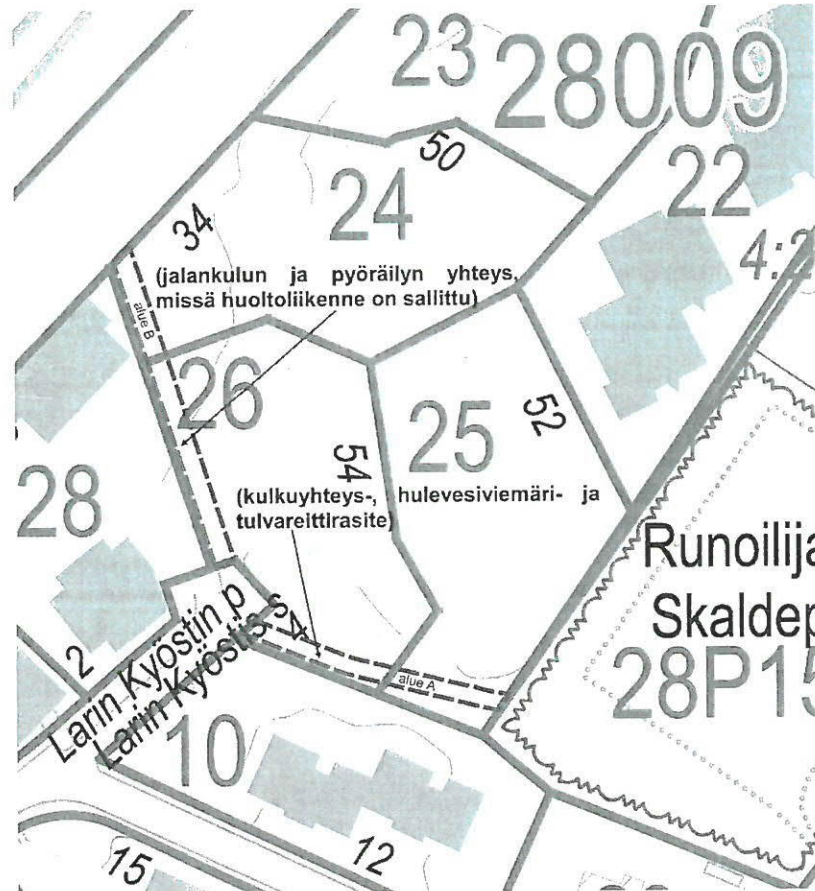 23
28009
50
22
24
34
4:2
(jalankulun ja pyöräilyn yhteys,
missä huoltoliikenne on sallittu)
alue B
26
25
52
54
28
(kulkuyhteys-, hulevesiviemäri- ja
tulvareittirasite)
Runoilija
Skaldep
28P15
Larin Kyöstin p
Larin Kyöstis s
2
alue A
10
12
15